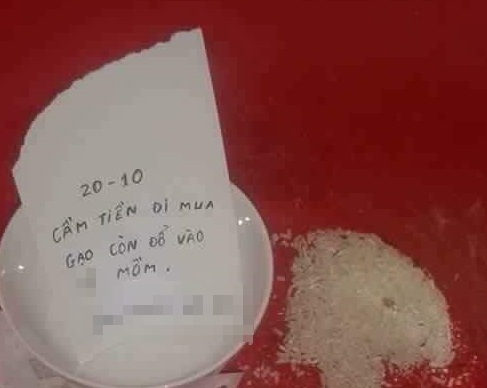 20-10
CẦM TIỀN ĐI MUA
GẠO CÒN ĐỔ VÀO
MỒM.